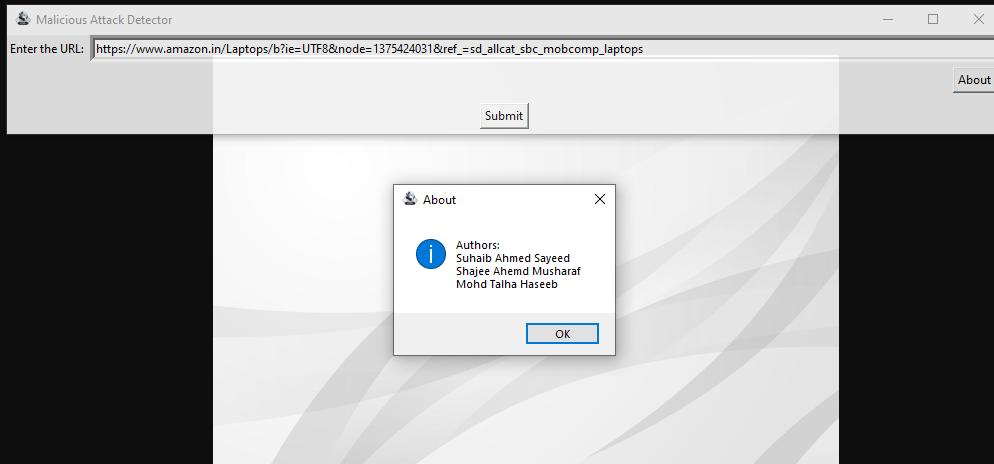 Malicious Attack Detector
Enter the URL: https://www.amazon.in/Laptops/b?ie=UTF8&node=1375424031&ref_=sd_allcat_sbc_mobcomp_laptops
About
Submit
About
Authors:
Suhaib Ahmed Sayeed
Shajee Ahemd Musharaf
Mohd Talha Haseeb
OK